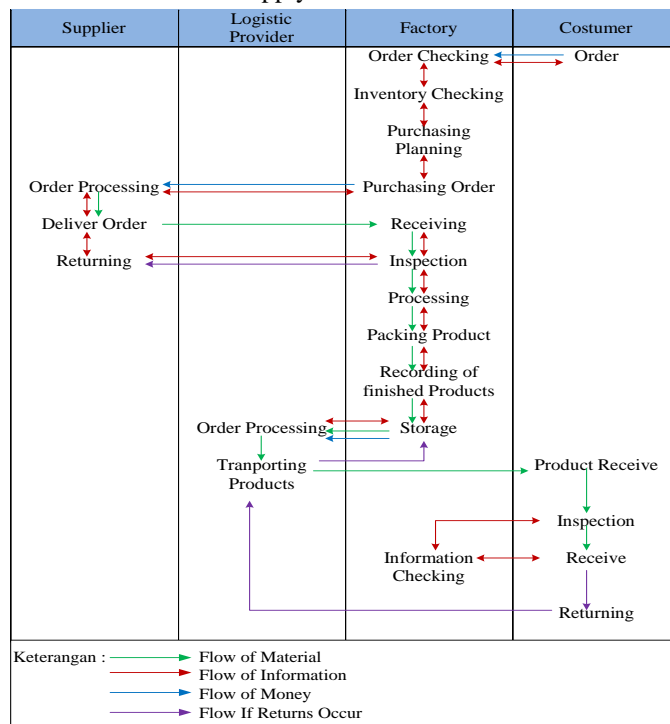 upply
Supplier
Logistic
Provider
Factory
Costumer
Order Checking
Order
Inventory Checking
Purchasing
Planning
Order Processing
Purchasing Order
Deliver Order
Receiving
Returning
Inspection
Processing
Packing Product
Recording of
finished Products
Order Processing
Storage
Tranporting
Products
Product Receive
Inspection
Information
Checking
Receive
Returning
Keterangan :
Flow of Material
Flow of Information
Flow of Money
Flow If Returns Occur